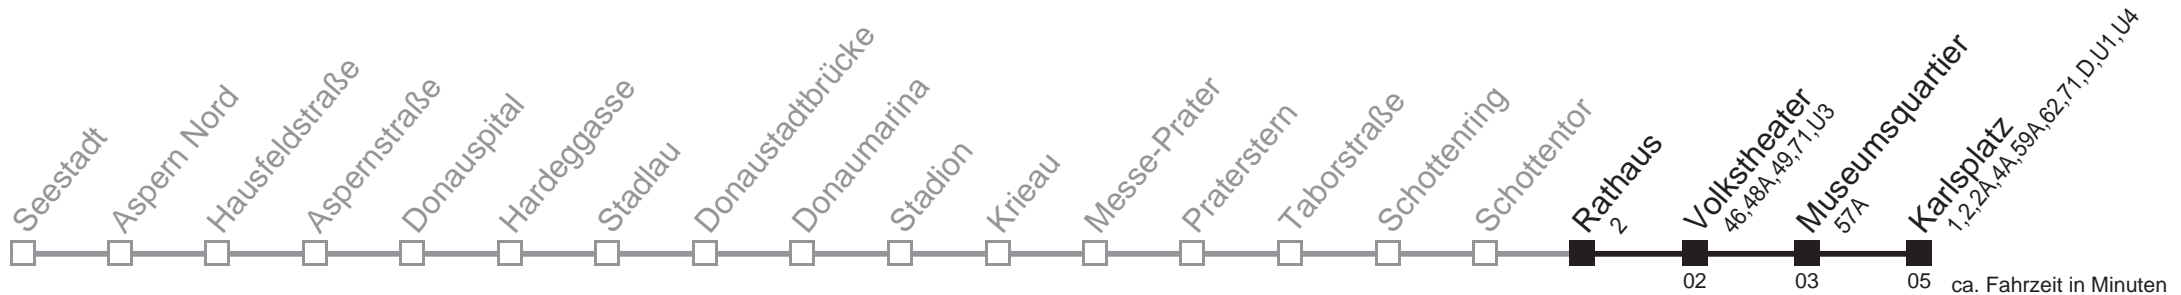 Seestadt
Aspern Nord
Hausfeldstraße
Aspernstraße
Donauspital
Hardeggasse
Stadlau
Donaustadtbrücke
Donaumarina
Stadion
Krieau
Messe-Prater
Praterstern
Taborstraße
Schottenring
Schottentor
Rathaus
2
Volkstheater
46,48A,49,71,U3
Museumsquartier
57A
Karlsplatz
1,2,2A,4A,59A,62,71,D,U1,U4
02
03
05
ca. Fahrzeit in Minuten